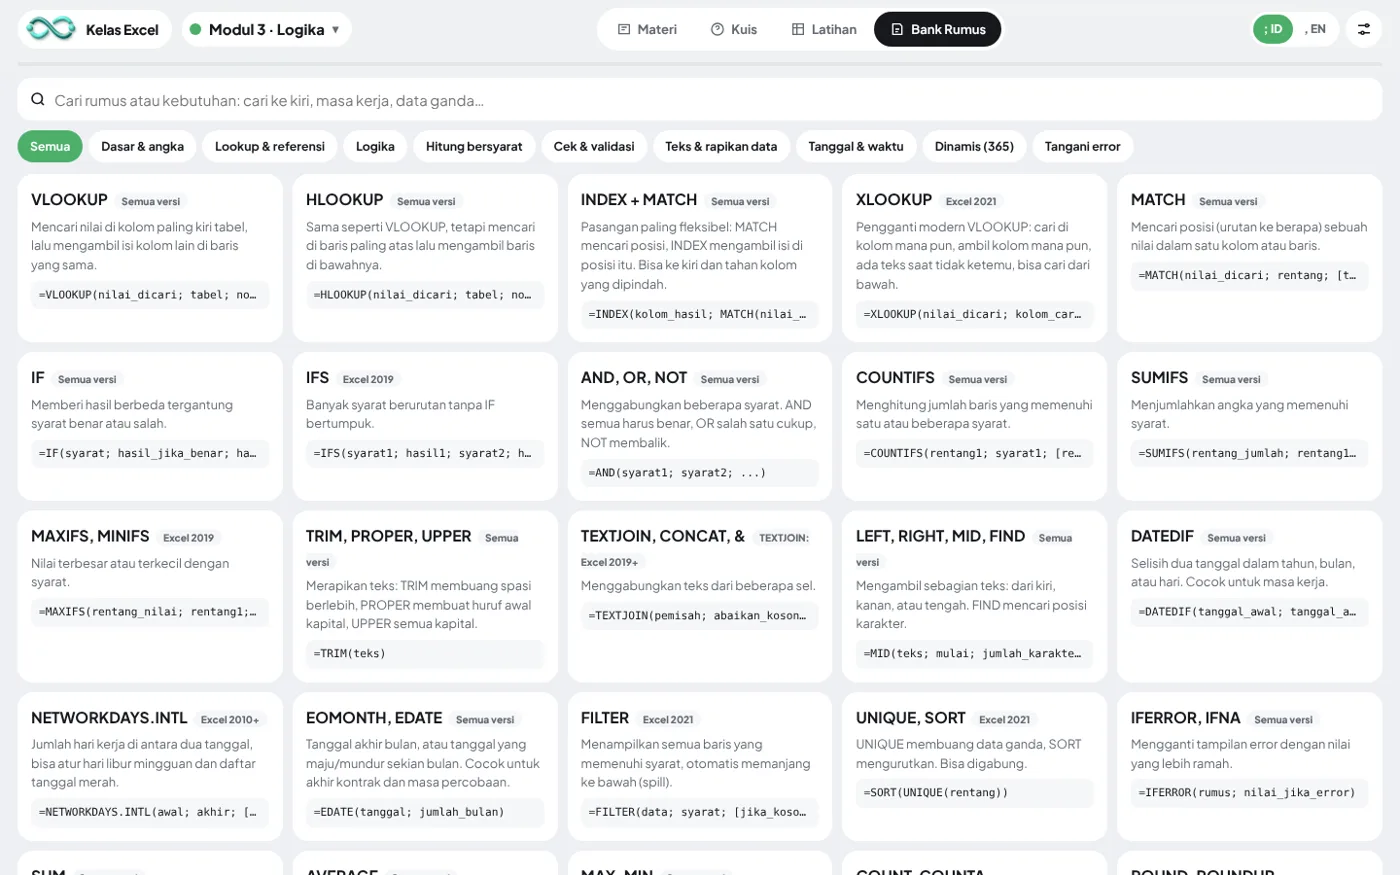 Kelas Excel
Modul 3 · Logika ▾
Materi
Kuis
Latihan
Bank Rumus
; ID
, EN
Cari rumus atau kebutuhan: cari ke kiri, masa kerja, data ganda...
Semua
Dasar & angka
Lookup & referensi
Logika
Hitung bersyarat
Cek & validasi
Teks & rapikan data
Tanggal & waktu
Dinamis (365)
Tangani error
VLOOKUP Semua versi
Mencari nilai di kolom paling kiri tabel,
lalu mengambil isi kolom lain di baris
yang sama.
=VLOOKUP(nilai_dicari; tabel; no…
HLOOKUP Semua versi
Sama seperti VLOOKUP, tetapi mencari
di baris paling atas lalu mengambil baris
di bawahnya.
=HLOOKUP(nilai_dicari; tabel; no…
INDEX + MATCH Semua versi
Pasangan paling fleksibel: MATCH
mencari posisi, INDEX mengambil isi di
posisi itu. Bisa ke kiri dan tahan kolom
yang dipindah.
=INDEX(kolom_hasil; MATCH(nilai_…
XLOOKUP Excel 2021
Pengganti modern VLOOKUP: cari di
kolom mana pun, ambil kolom mana pun,
ada teks saat tidak ketemu, bisa cari dari
bawah.
=XLOOKUP(nilai_dicari; kolom_car…
MATCH Semua versi
Mencari posisi (urutan ke berapa) sebuah
nilai dalam satu kolom atau baris.
=MATCH(nilai_dicari; rentang; [t…
IF Semua versi
Memberi hasil berbeda tergantung
syarat benar atau salah.
=IF(syarat; hasil_jika_benar; ha…
IFS Excel 2019
Banyak syarat berurutan tanpa IF
bertumpuk.
=IFS(syarat1; hasil1; syarat2; h…
AND, OR, NOT Semua versi
Menggabungkan beberapa syarat. AND
semua harus benar, OR salah satu cukup,
NOT membalik.
=AND(syarat1; syarat2; ...)
COUNTIFS Semua versi
Menghitung jumlah baris yang memenuhi
satu atau beberapa syarat.
=COUNTIFS(rentang1; syarat1; [re…
SUMIFS Semua versi
Menjumlahkan angka yang memenuhi
syarat.
=SUMIFS(rentang_jumlah; rentang1…
MAXIFS, MINIFS Excel 2019
Nilai terbesar atau terkecil dengan
syarat.
=MAXIFS(rentang_nilai; rentang1;…
TRIM, PROPER, UPPER Semua
versi
Merapikan teks: TRIM membuang spasi
berlebih, PROPER membuat huruf awal
kapital, UPPER semua kapital.
=TRIM(teks)
TEXTJOIN, CONCAT, & TEXTJOIN:
Excel 2019+
Menggabungkan teks dari beberapa sel.
=TEXTJOIN(pemisah; abaikan_koson…
LEFT, RIGHT, MID, FIND Semua
versi
Mengambil sebagian teks: dari kiri,
kanan, atau tengah. FIND mencari posisi
karakter.
=MID(teks; mulai; jumlah_karakte…
DATEDIF Semua versi
Selisih dua tanggal dalam tahun, bulan,
atau hari. Cocok untuk masa kerja.
=DATEDIF(tanggal_awal; tanggal_a…
NETWORKDAYS.INTL Excel 2010+
Jumlah hari kerja di antara dua tanggal,
bisa atur hari libur mingguan dan daftar
tanggal merah.
=NETWORKDAYS.INTL(awal; akhir; […
EOMONTH, EDATE Semua versi
Tanggal akhir bulan, atau tanggal yang
maju/mundur sekian bulan. Cocok untuk
akhir kontrak dan masa percobaan.
=EDATE(tanggal; jumlah_bulan)
FILTER Excel 2021
Menampilkan semua baris yang
memenuhi syarat, otomatis memanjang
ke bawah (spill).
=FILTER(data; syarat; [jika_koso…
UNIQUE, SORT Excel 2021
UNIQUE membuang data ganda, SORT
mengurutkan. Bisa digabung.
=SORT(UNIQUE(rentang))
IFERROR, IFNA Semua versi
Mengganti tampilan error dengan nilai
yang lebih ramah.
=IFERROR(rumus; nilai_jika_error)
SUM
AVERAGE
MAX, MIN
COUNT, COUNTA
ROUND, ROUNDUP